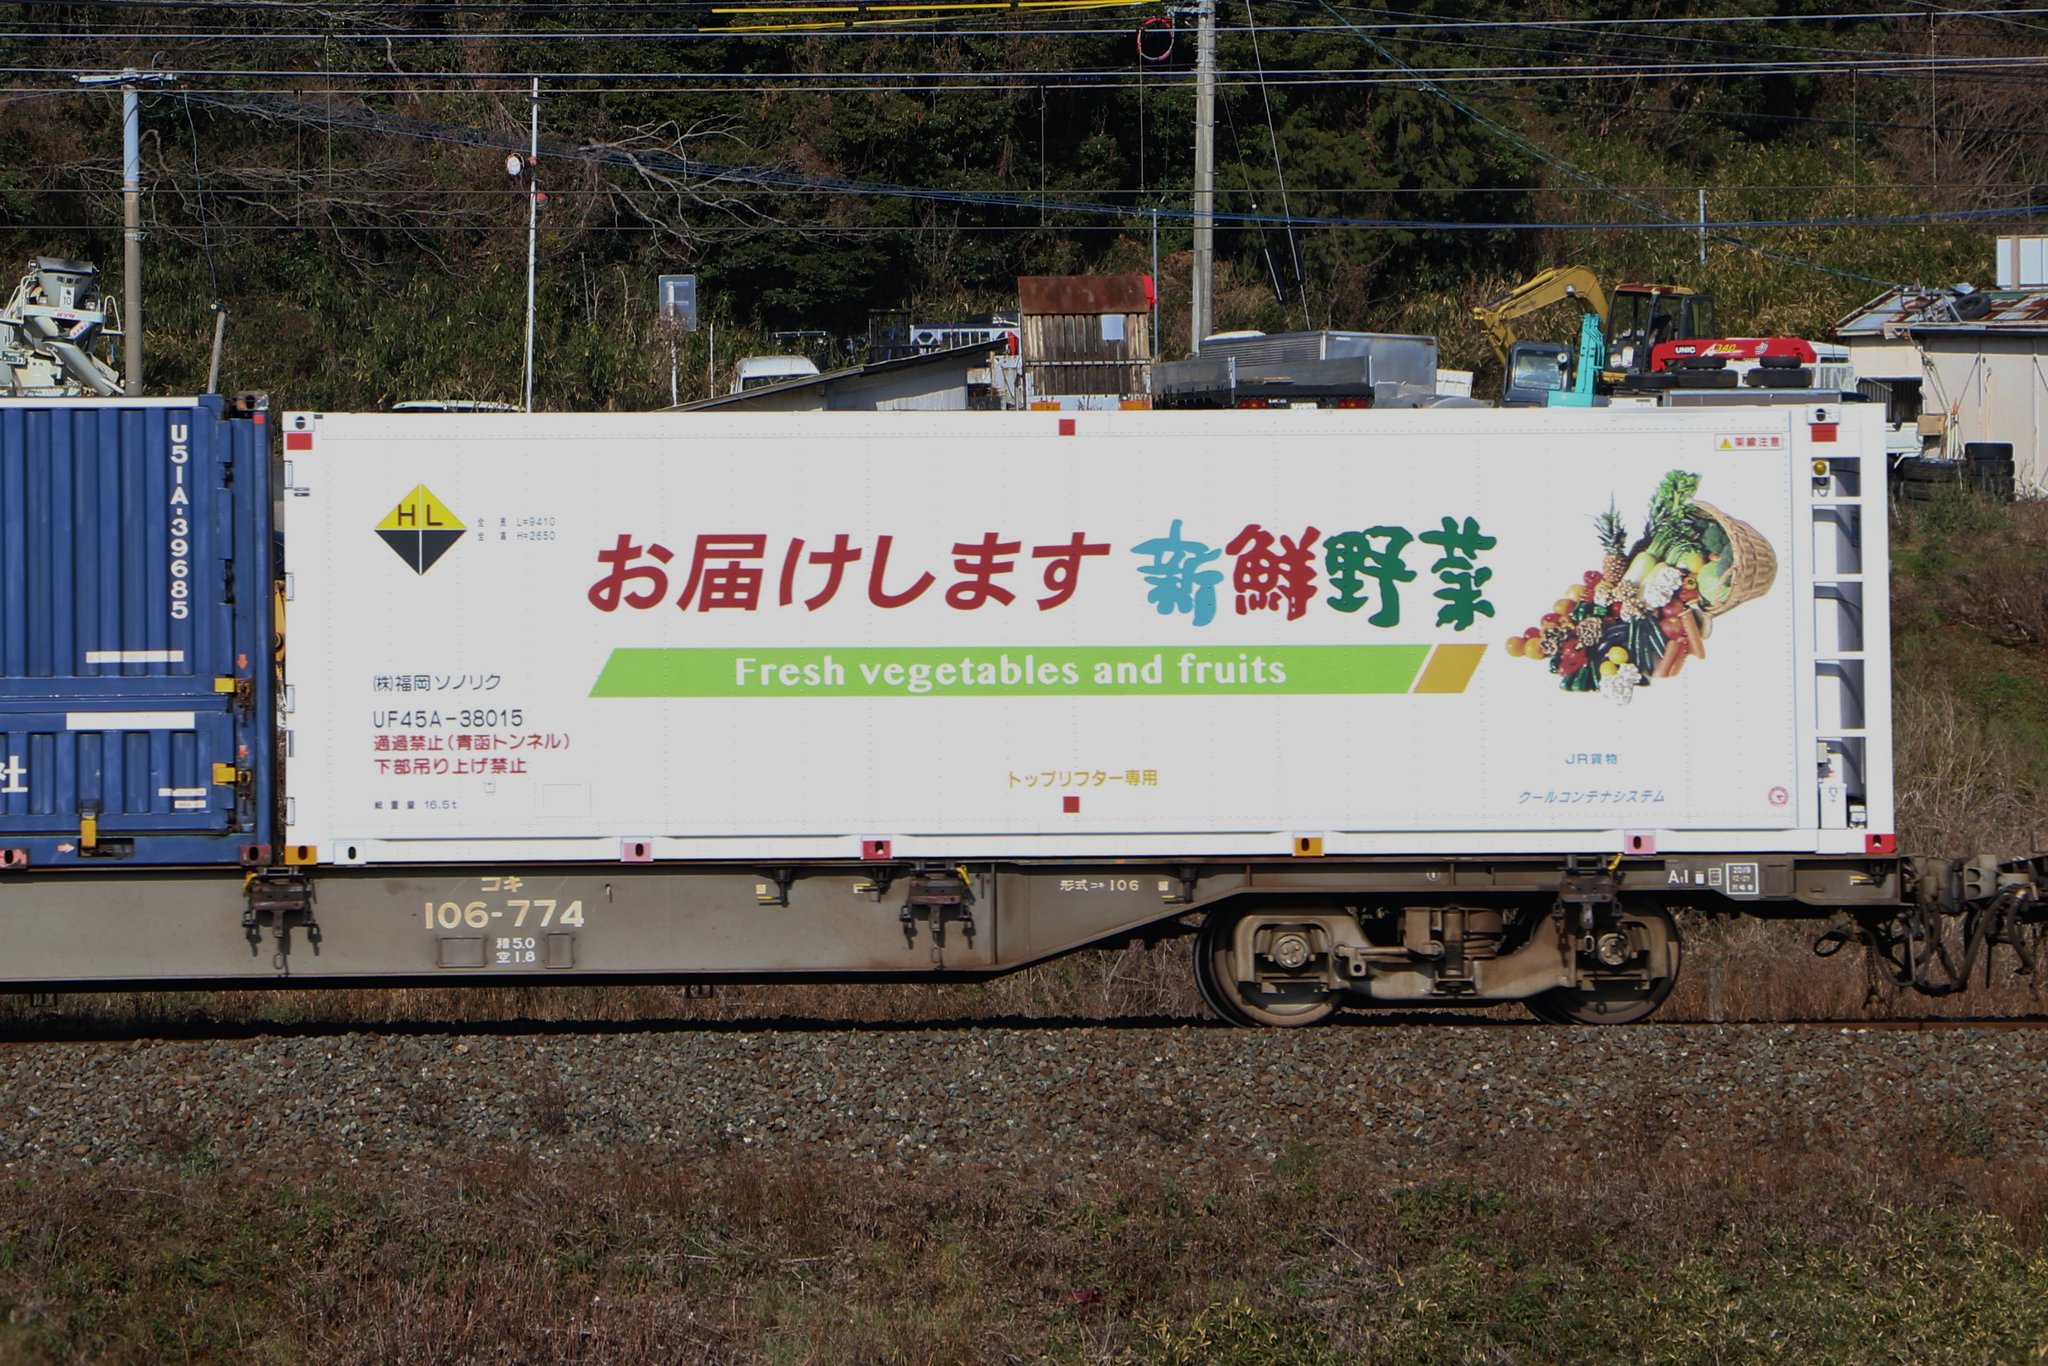 UNIC
A340
U51A-39685
架線注意
HL
全長 L=9410
全高 H=2650
お届けします 新鮮野菜
Fresh vegetables and fruits
㈱福岡ソノリク
UF45A-38015
通過禁止(青函トンネル)
下部吊り上げ禁止
総重量 16.5t
トップリフター専用
JR貨物
クールコンテナシステム
社
コキ
106-774
積5.0
空1.8
形式コキ106
2019